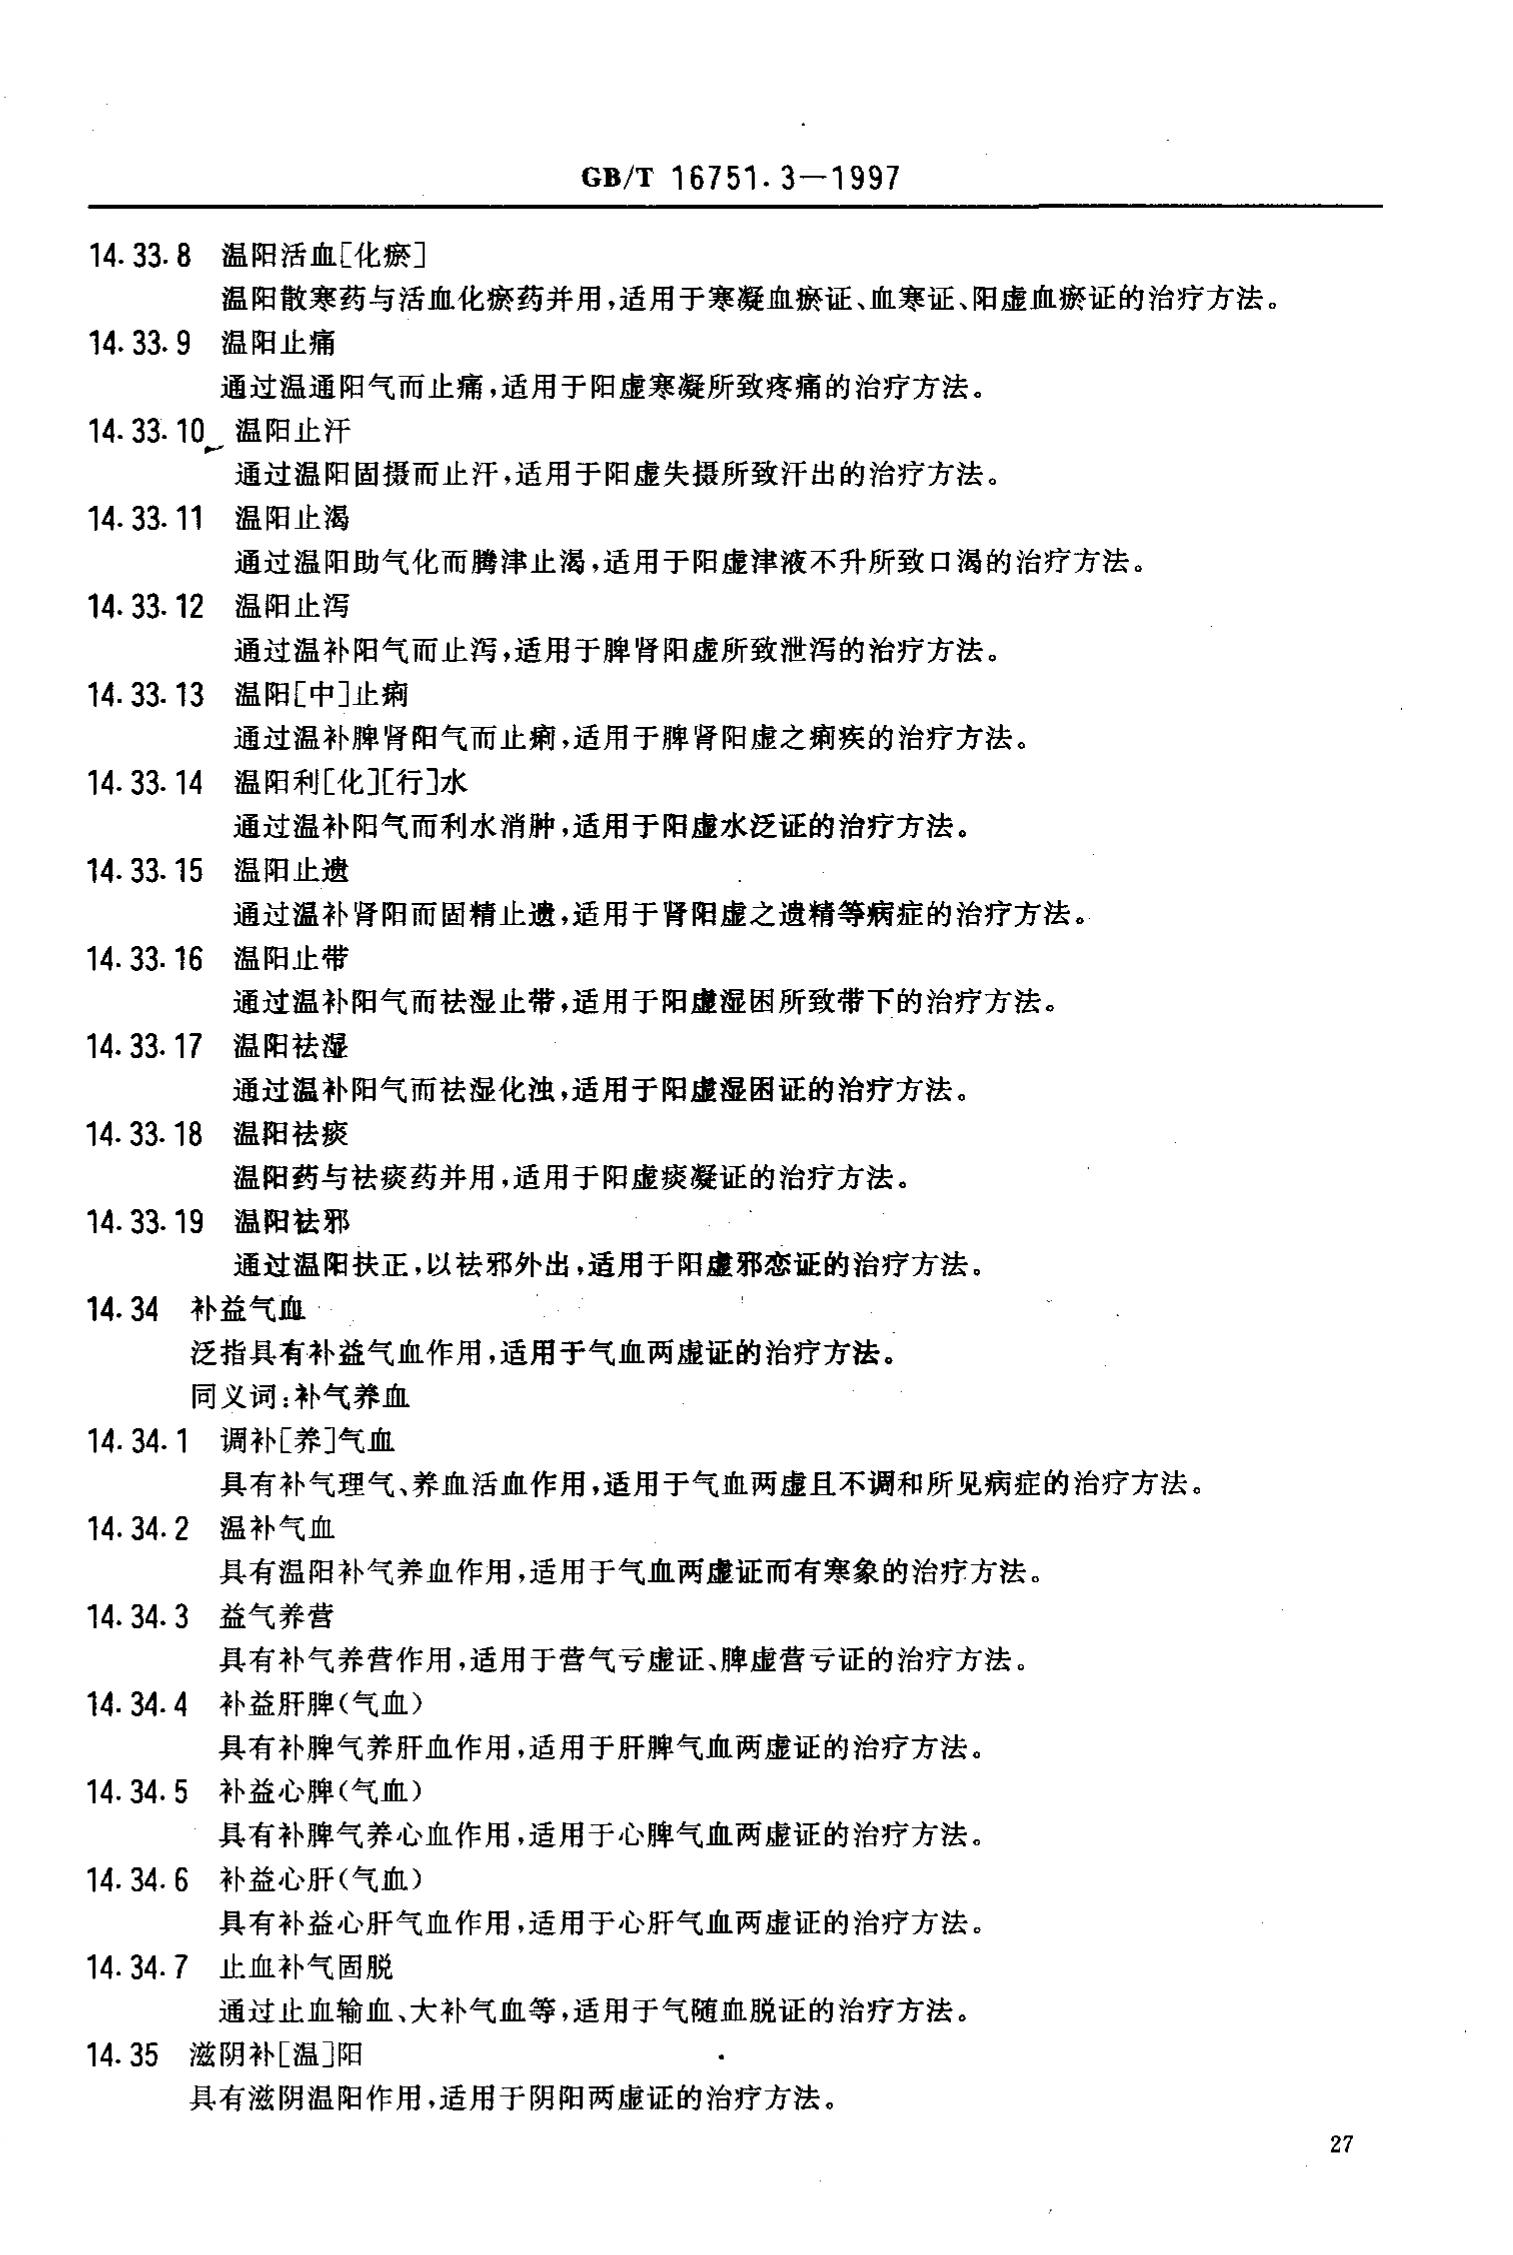 GB/T 16751.3—1997
14.33.8 温阳活血[化瘀]
温阳散寒药与活血化瘀药并用,适用于寒凝血瘀证、血寒证、阳虚血瘀证的治疗方法。
14.33.9 温阳止痛
通过温通阳气而止痛,适用于阳虚寒凝所致疼痛的治疗方法。
14.33.10 温阳止汗
通过温阳固摄而止汗,适用于阳虚失摄所致汗出的治疗方法。
14.33.11 温阳止渴
通过温阳助气化而腾津止渴,适用于阳虚津液不升所致口渴的治疗方法。
14.33.12 温阳止泻
通过温补阳气而止泻,适用于脾肾阳虚所致泄泻的治疗方法。
14.33.13 温阳[中]止痢
通过温补脾肾阳气而止痢,适用于脾肾阳虚之痢疾的治疗方法。
14.33.14 温阳利[化][行]水
通过温补阳气而利水消肿,适用于阳虚水泛证的治疗方法。
14.33.15 温阳止遗
通过温补肾阳而固精止遗,适用于肾阳虚之遗精等病症的治疗方法。
14.33.16 温阳止带
通过温补阳气而祛湿止带,适用于阳虚湿困所致带下的治疗方法。
14.33.17 温阳祛湿
通过温补阳气而祛湿化浊,适用于阳虚湿困证的治疗方法。
14.33.18 温阳祛痰
温阳药与祛痰药并用,适用于阳虚痰凝证的治疗方法。
14.33.19 温阳祛邪
通过温阳扶正,以祛邪外出,适用于阳虚邪恋证的治疗方法。
14.34 补益气血
泛指具有补益气血作用,适用于气血两虚证的治疗方法。
同义词:补气养血
14.34.1 调补[养]气血
具有补气理气、养血活血作用,适用于气血两虚且不调和所见病症的治疗方法。
14.34.2 温补气血
具有温阳补气养血作用,适用于气血两虚证而有寒象的治疗方法。
14.34.3 益气养营
具有补气养营作用,适用于营气亏虚证、脾虚营亏证的治疗方法。
14.34.4 补益肝脾(气血)
具有补脾气养肝血作用,适用于肝脾气血两虚证的治疗方法。
14.34.5 补益心脾(气血)
具有补脾气养心血作用,适用于心脾气血两虚证的治疗方法。
14.34.6 补益心肝(气血)
具有补益心肝气血作用,适用于心肝气血两虚证的治疗方法。
14.34.7 止血补气固脱
通过止血输血、大补气血等,适用于气随血脱证的治疗方法。
14.35 滋阴补[温]阳
具有滋阴温阳作用,适用于阴阳两虚证的治疗方法。
27